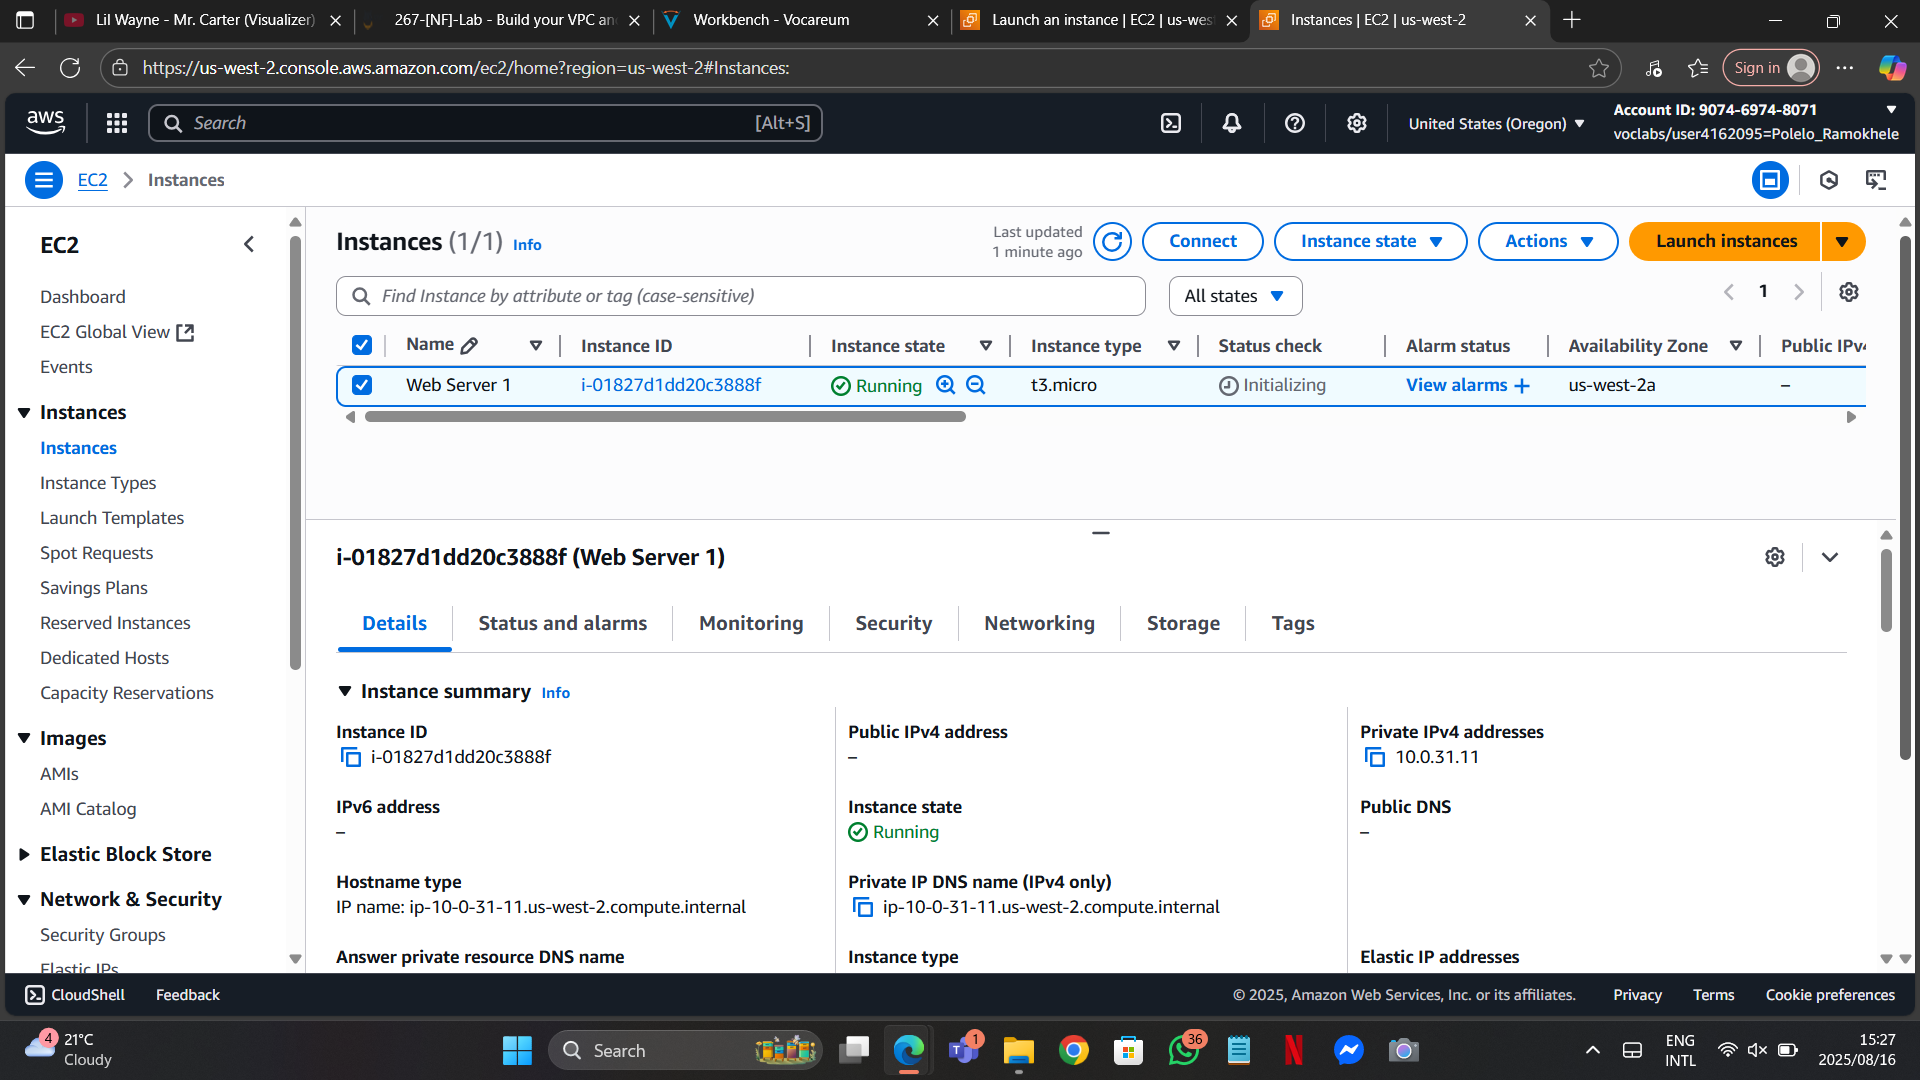 Lil Wayne - Mr. Carter (Visualizer)
267-[NF]-Lab - Build your VPC an
Workbench - Vocareum
Launch an instance | EC2 | us-wes
Instances | EC2 | us-west-2
https://us-west-2.console.aws.amazon.com/ec2/home?region=us-west-2#Instances:
Sign in
aws
Search
[Alt+S]
United States (Oregon)
Account ID: 9074-6974-8071
voclabs/user4162095=Polelo_Ramokhele
EC2
Instances
EC2
Dashboard
EC2 Global View
Events
Instances
Instances
Instance Types
Launch Templates
Spot Requests
Savings Plans
Reserved Instances
Dedicated Hosts
Capacity Reservations
Images
AMIs
AMI Catalog
Elastic Block Store
Network & Security
Security Groups
Elastic IPs
Instances (1/1) Info
Last updated
1 minute ago
Connect
Instance state
Actions
Launch instances
Find Instance by attribute or tag (case-sensitive)
All states
1
Name
Instance ID
Instance state
Instance type
Status check
Alarm status
Availability Zone
Public IPv4
Web Server 1
i-01827d1dd20c3888f
Running
t3.micro
Initializing
View alarms +
us-west-2a
–
i-01827d1dd20c3888f (Web Server 1)
Details
Status and alarms
Monitoring
Security
Networking
Storage
Tags
Instance summary Info
Instance ID
i-01827d1dd20c3888f
Public IPv4 address
–
Private IPv4 addresses
10.0.31.11
IPv6 address
–
Instance state
Running
Public DNS
–
Hostname type
IP name: ip-10-0-31-11.us-west-2.compute.internal
Private IP DNS name (IPv4 only)
ip-10-0-31-11.us-west-2.compute.internal
Answer private resource DNS name
Instance type
Elastic IP addresses
CloudShell
Feedback
© 2025, Amazon Web Services, Inc. or its affiliates.
Privacy
Terms
Cookie preferences
4
21°C
Cloudy
Search
1
36
ENG
INTL
15:27
2025/08/16